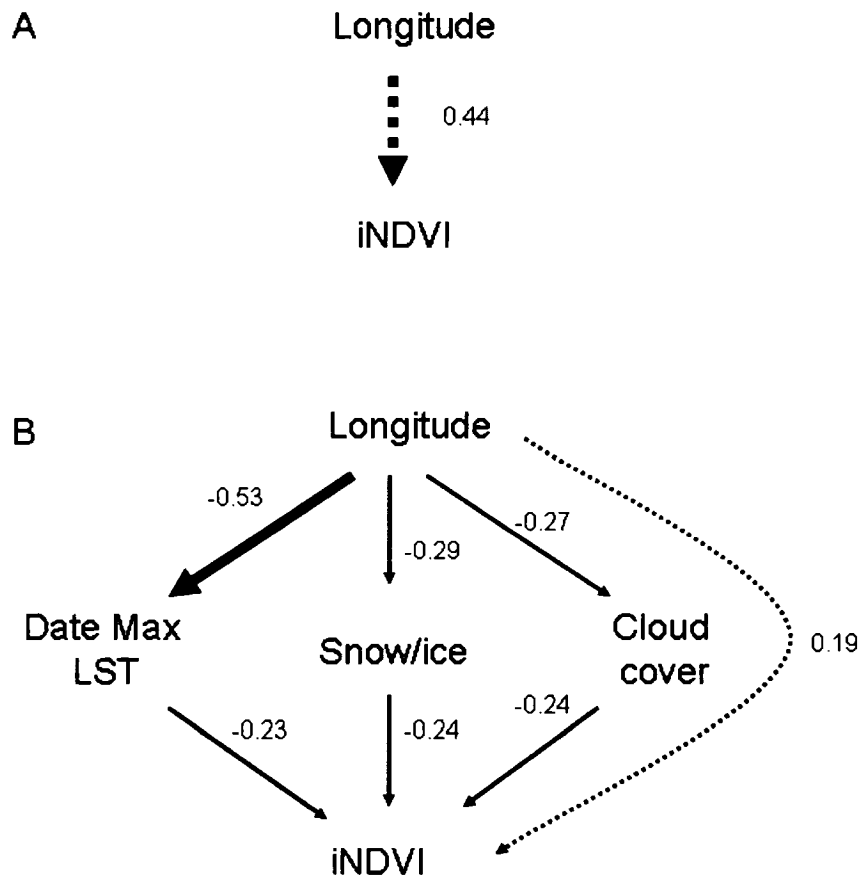 A
Longitude
0.44
iNDVI
B
Longitude
-0.53
-0.29
-0.27
Date Max
LST
Snow/ice
Cloud
cover
0.19
-0.23
-0.24
-0.24
iNDVI